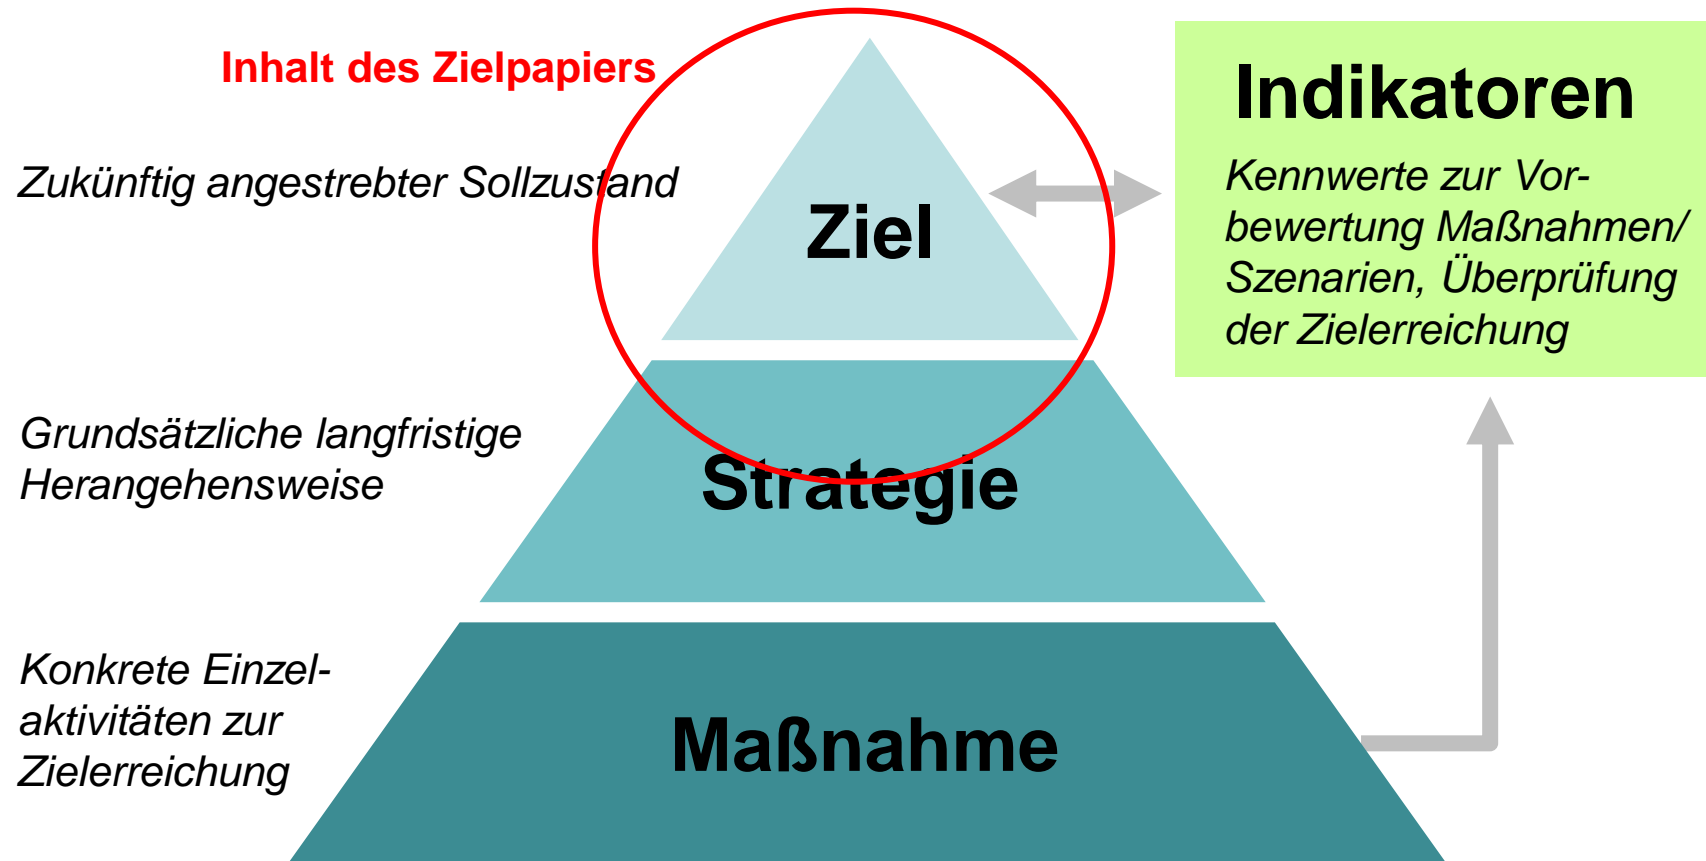 Inhalt des Zielpapiers
Zukünftig angestrebter Sollzustand
Ziel
Indikatoren
Kennwerte zur Vor-
bewertung Maßnahmen/
Szenarien, Überprüfung
der Zielerreichung
Grundsätzliche langfristige
Herangehensweise
Strategie
Konkrete Einzel-
aktivitäten zur
Zielerreichung
Maßnahme